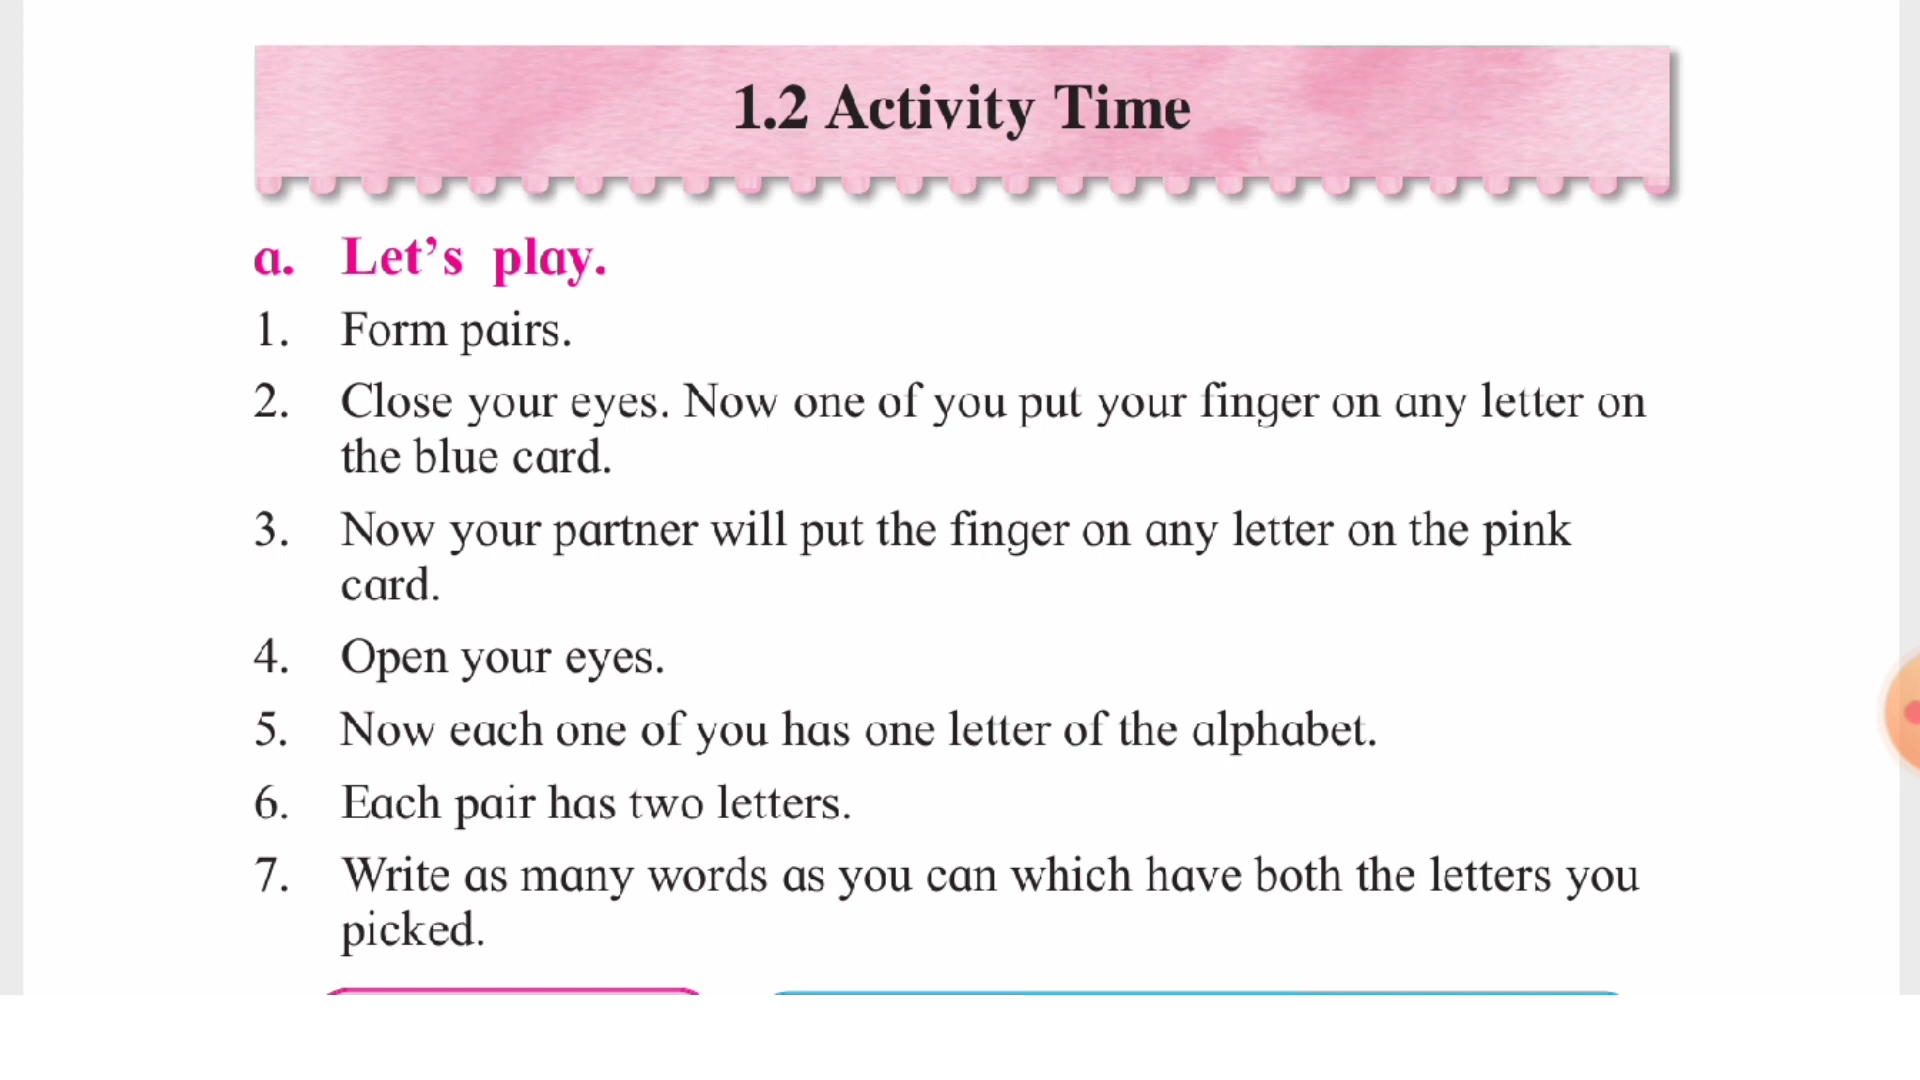 1.2 Activity Time
a. Let's play.
1. Form pairs.
2. Close your eyes. Now one of you put your finger on any letter on
the blue card.
3. Now your partner will put the finger on any letter on the pink
card.
4. Open your eyes.
5. Now each one of you has one letter of the alphabet.
6. Each pair has two letters.
7. Write as many words as you can which have both the letters you
picked.